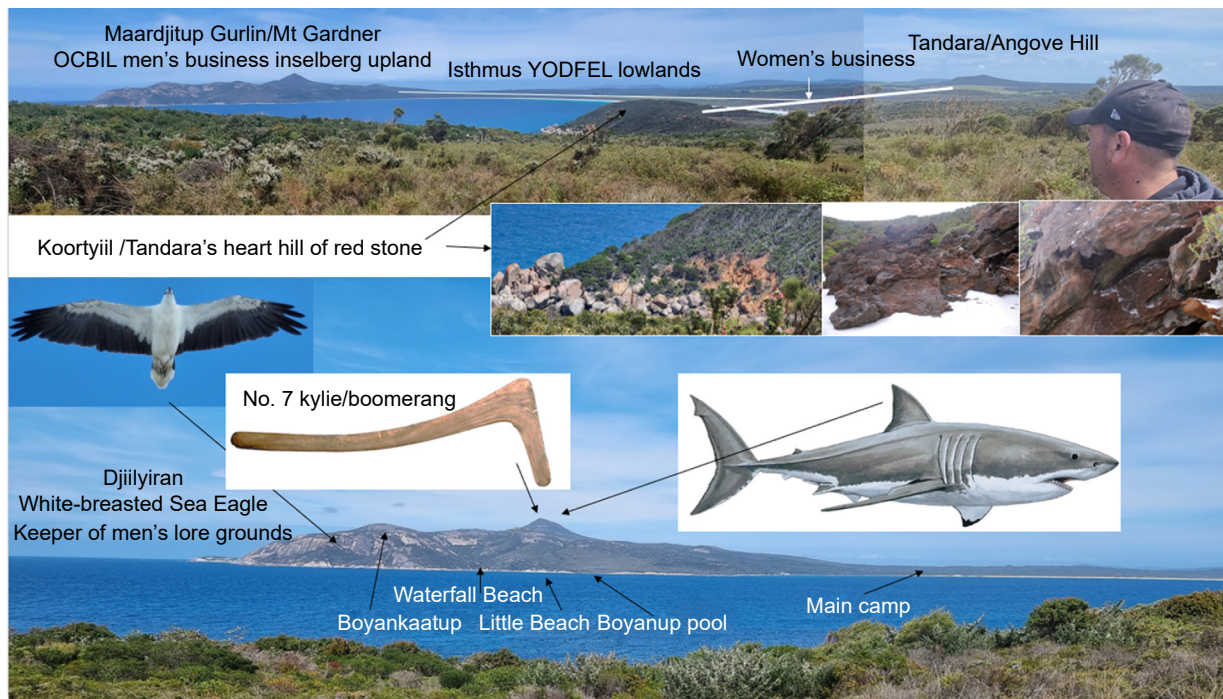 Maardjitup Gurlin/Mt Gardner
OCBIL men's business inselberg upland
Isthmus YODFEL lowlands
Women's business
Tandara/Angove Hill
Koortyiil /Tandara's heart hill of red stone
No. 7 kylie/boomerang
Djiilyiran
White-breasted Sea Eagle
Keeper of men's lore grounds
Waterfall Beach
Boyankaatup
Little Beach
Boyanup pool
Main camp